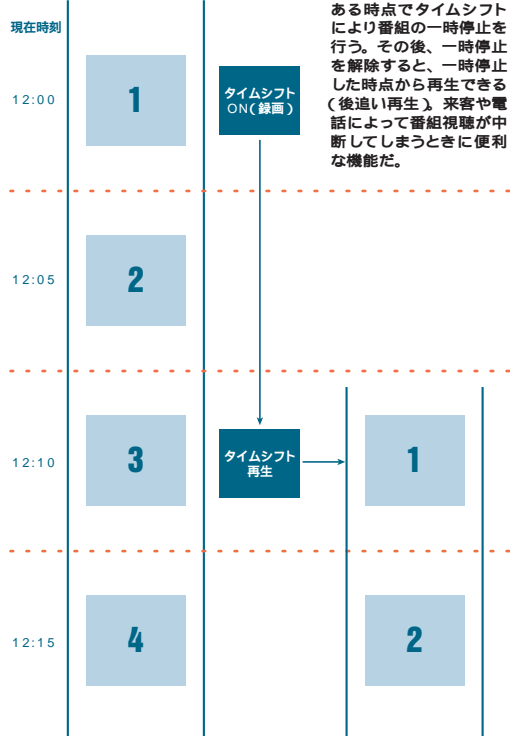 ある時点でタイムシフト
により番組の一時停止を
行う。その後、一時停止
を解除すると、一時停止
した時点から再生できる
(後追い再生)。来客や電
話によって番組視聴が中
断してしまうときに便利
な機能だ。
現在時刻
12:00
1
タイムシフト
ON(録画)
12:05
2
12:10
3
タイムシフト
再生
1
12:15
4
2